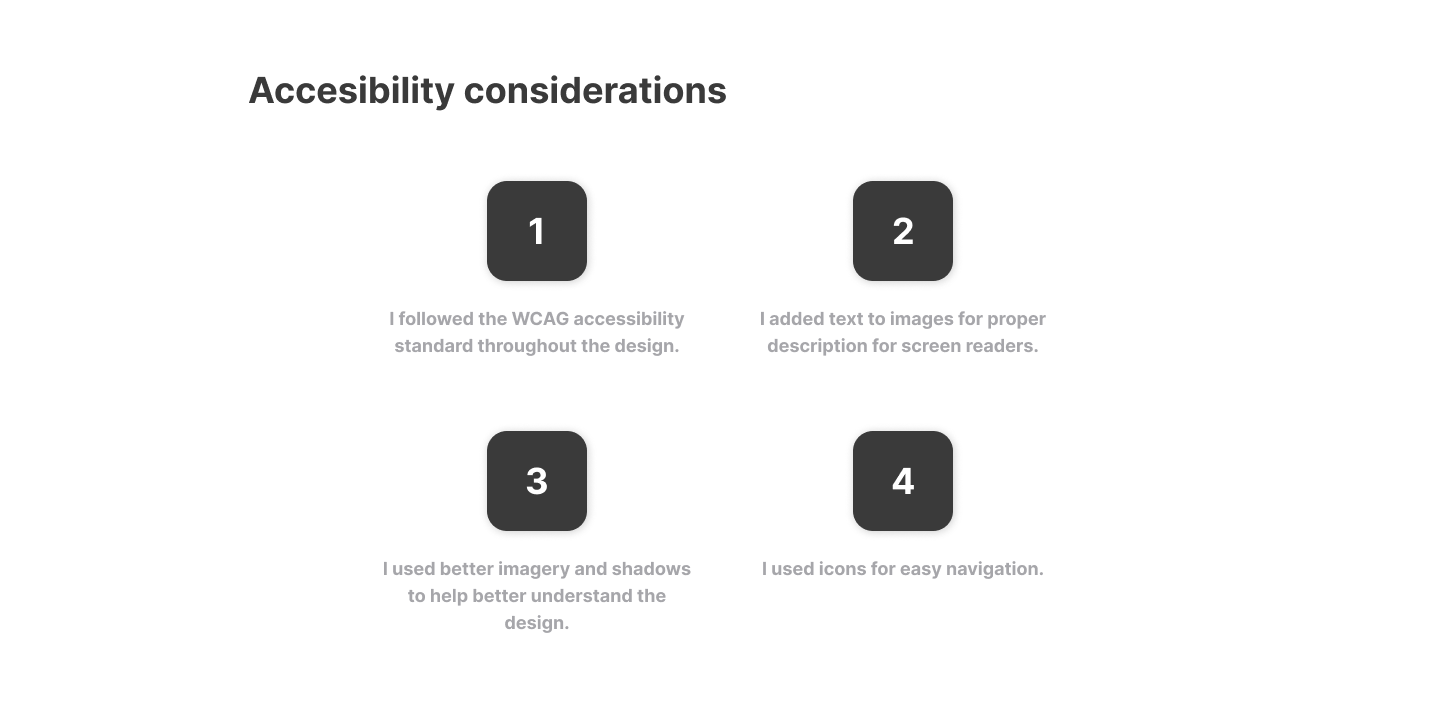 Accesibility considerations
1
2
I followed the WCAG accessibility
standard throughout the design.
I added text to images for proper
description for screen readers.
3
4
I used better imagery and shadows
to help better understand the
design.
I used icons for easy navigation.